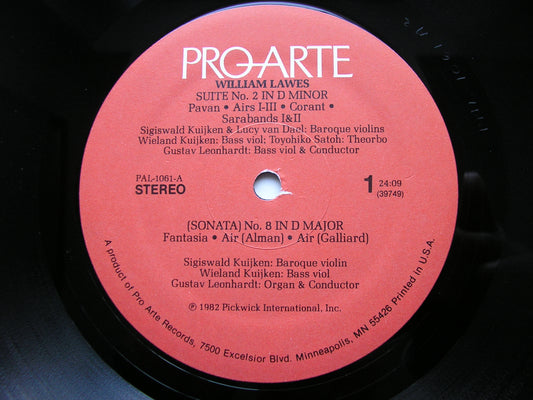 PRO-ARTE
WILLIAM LAWES
SUITE No. 2 IN D MINOR
Pavan • Airs I-III • Corant •
Sarabands I&II
Sigiswald Kuijken & Lucy van Dael: Baroque violins
Wieland Kuijken: Bass viol; Toyohiko Satoh: Theorbo
Gustav Leonhardt: Bass viol & Conductor
PAL-1061-A
STEREO
1 24:09
(39749)
(SONATA) No. 8 IN D MAJOR
Fantasia • Air (Alman) • Air (Galliard)
Sigiswald Kuijken: Baroque violin
Wieland Kuijken: Bass viol
Gustav Leonhardt: Organ & Conductor
℗ 1982 Pickwick International, Inc.
A product of Pro Arte Records, 7500 Excelsior Blvd. Minneapolis, MN 55426 Printed in U.S.A.